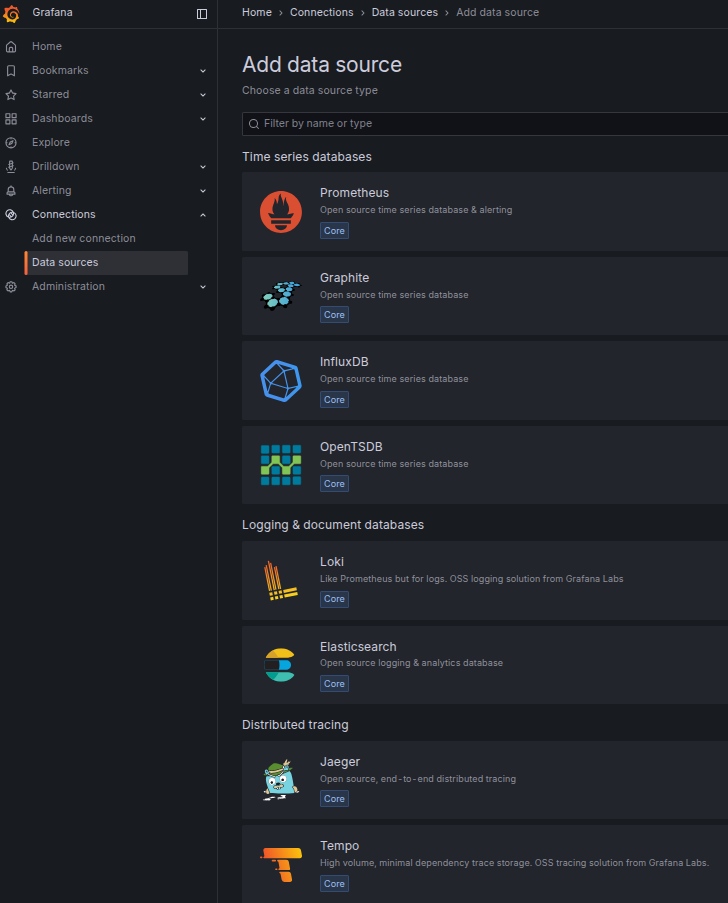 Grafana
Home
Bookmarks
Starred
Dashboards
Explore
Drilldown
Alerting
Connections
Add new connection
Data sources
Administration
Home › Connections › Data sources › Add data source
Add data source
Choose a data source type
Filter by name or type
Time series databases
Prometheus
Open source time series database & alerting
Core
Graphite
Open source time series database
Core
InfluxDB
Open source time series database
Core
OpenTSDB
Open source time series database
Core
Logging & document databases
Loki
Like Prometheus but for logs. OSS logging solution from Grafana Labs
Core
Elasticsearch
Open source logging & analytics database
Core
Distributed tracing
Jaeger
Open source, end-to-end distributed tracing
Core
Tempo
High volume, minimal dependency trace storage. OSS tracing solution from Grafana Labs.
Core